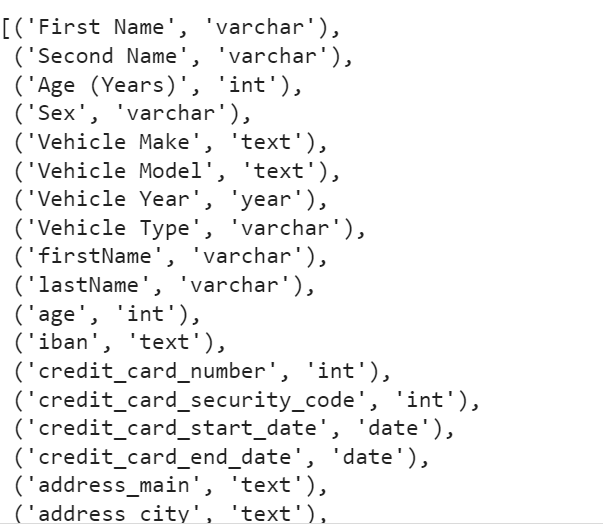 [('First Name', 'varchar'),
('Second Name', 'varchar'),
('Age (Years)', 'int'),
('Sex', 'varchar'),
('Vehicle Make', 'text'),
('Vehicle Model', 'text'),
('Vehicle Year', 'year'),
('Vehicle Type', 'varchar'),
('firstName', 'varchar'),
('lastName', 'varchar'),
('age', 'int'),
('iban', 'text'),
('credit_card_number', 'int'),
('credit_card_security_code', 'int'),
('credit_card_start_date', 'date'),
('credit_card_end_date', 'date'),
('address_main', 'text'),
('address_city', 'text'),